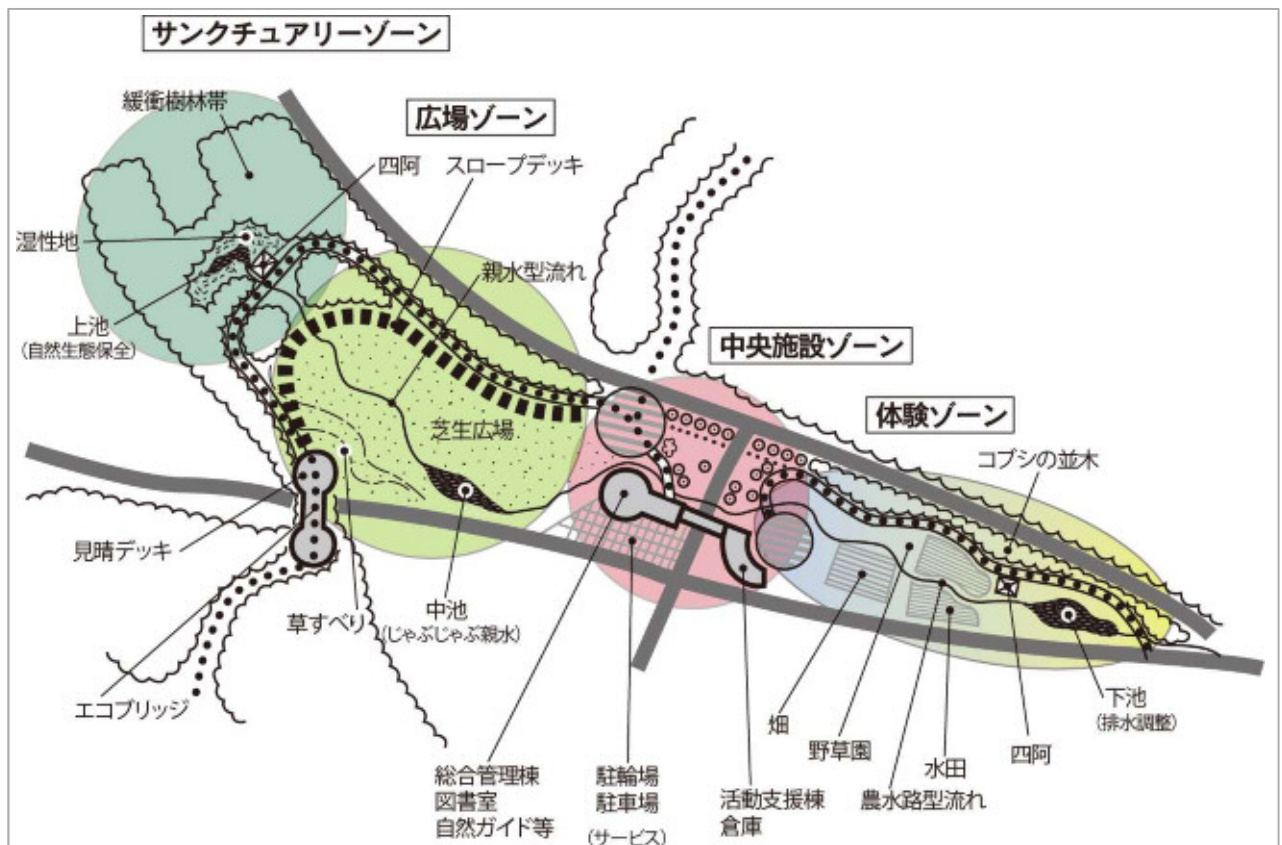 サンクチュアリーゾーン
緩衝樹林帯
広場ゾーン
四阿
スロープデッキ
湿性地
親水型流れ
上池
(自然生態保全)
中央施設ゾーン
体験ゾーン
コブシの並木
芝生広場
見晴デッキ
草すべり
中池
(じゃぶじゃぶ親水)
エコブリッジ
総合管理棟
図書室
自然ガイド等
駐輪場
駐車場
(サービス)
活動支援棟
倉庫
畑
野草園
農水路型流れ
水田
四阿
下池
(排水調整)